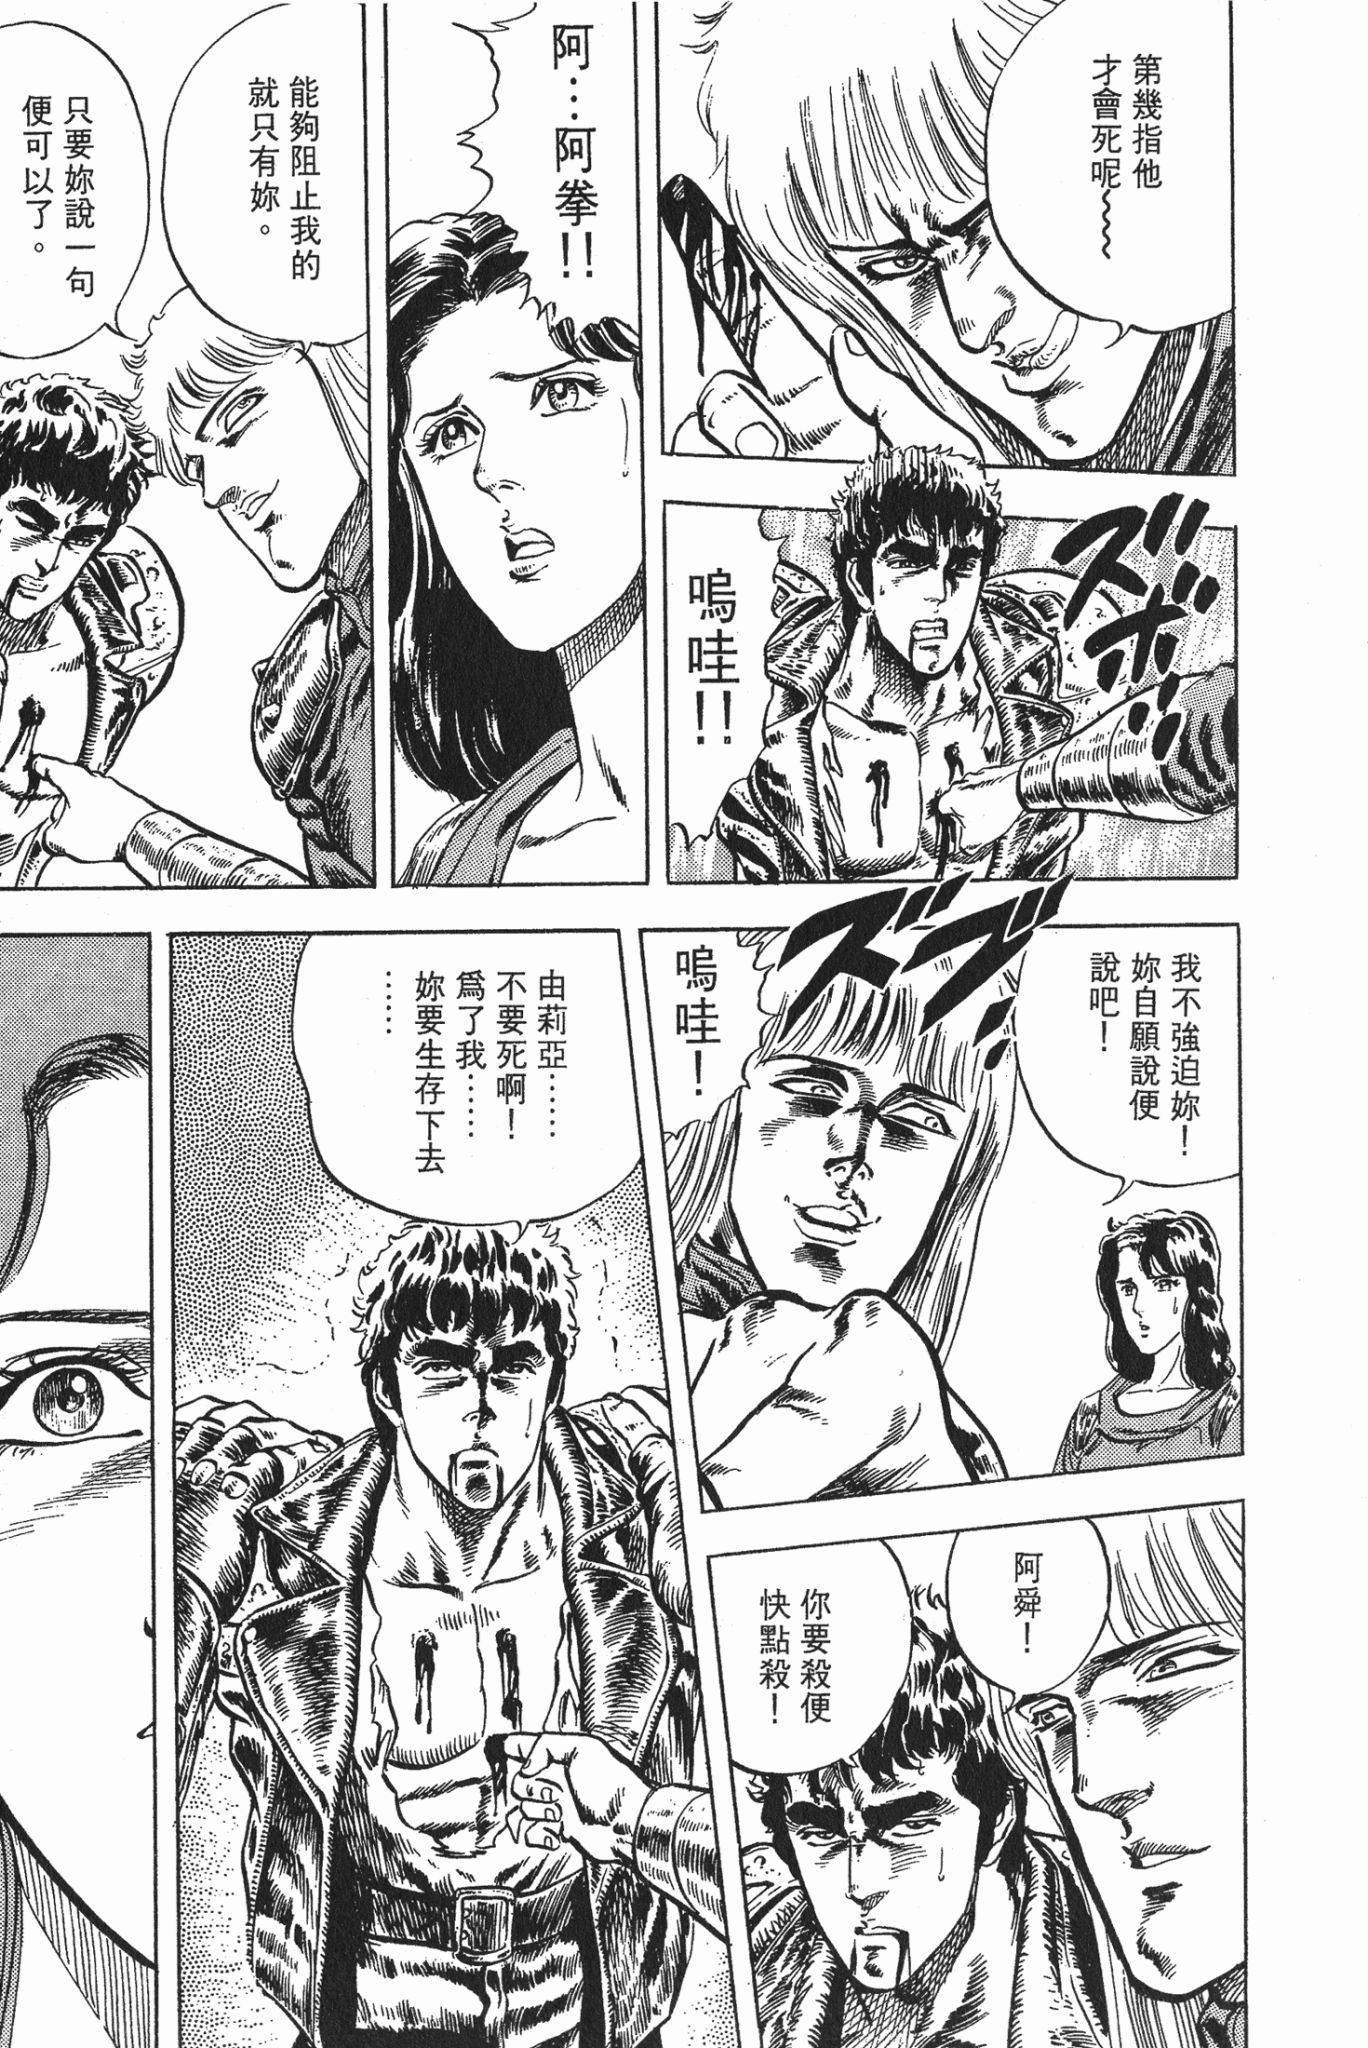 第幾指他
才會死呢～
ズボッ
嗚哇!!
阿…阿拳!!
能夠阻止我的
就只有妳。
只要妳說一句
便可以了。
我不強迫妳！
妳自願說便
說吧！
ズブッ
嗚哇！
阿舜！
你要殺便
快點殺！
由莉亞……
不要死啊！
爲了我……
妳要生存下去
……